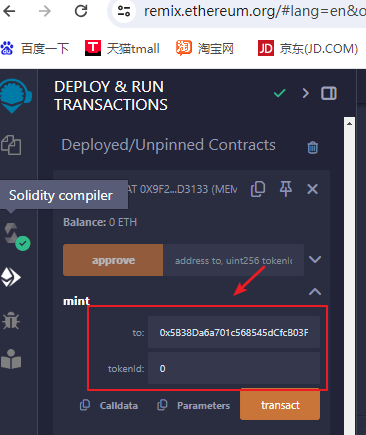 remix.ethereum.org/#lang=en&o
百度一下 天猫tmall 淘宝网 京东(JD.COM)
DEPLOY & RUN
TRANSACTIONS
Deployed/Unpinned Contracts
Solidity compiler
AT 0X9F2...D3133 (MEM
Balance: 0 ETH
approve address to, uint256 tokenId
mint
to: 0x5B38Da6a701c568545dCfcB03F
tokenId: 0
Calldata Parameters transact